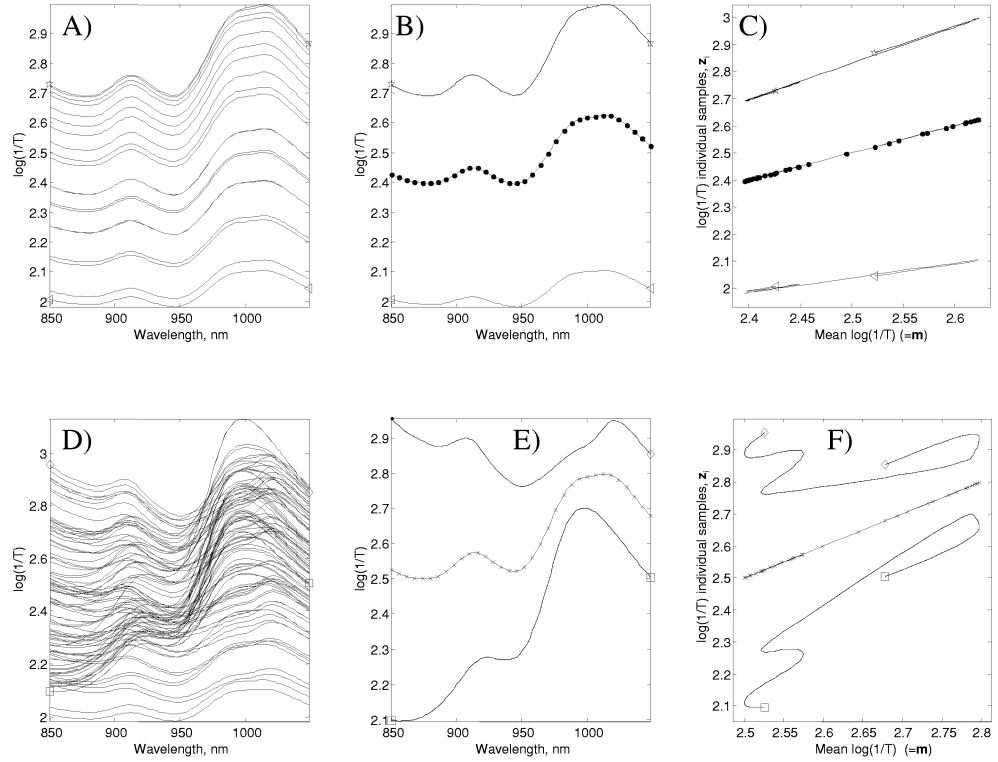 A)
log(1/T)
2.9
2.8
2.7
2.6
2.5
2.4
2.3
2.2
2.1
2
850 900 950 1000
Wavelength, nm
B)
log(1/T)
2.9
2.8
2.7
2.6
2.5
2.4
2.3
2.2
2.1
2
850 900 950 1000
Wavelength, nm
C)
log(1/T) individual samples, zi
3
2.9
2.8
2.7
2.6
2.5
2.4
2.3
2.2
2.1
2
2.4 2.45 2.5 2.55 2.6
Mean log(1/T) (=m)
D)
log(1/T)
3
2.8
2.6
2.4
2.2
2
850 900 950 1000
Wavelength, nm
E)
log(1/T)
2.9
2.8
2.7
2.6
2.5
2.4
2.3
2.2
2.1
850 900 950 1000
Wavelength, nm
F)
log(1/T) individual samples, zi
2.9
2.8
2.7
2.6
2.5
2.4
2.3
2.2
2.1
2.5 2.55 2.6 2.65 2.7 2.75 2.8
Mean log(1/T) (=m)